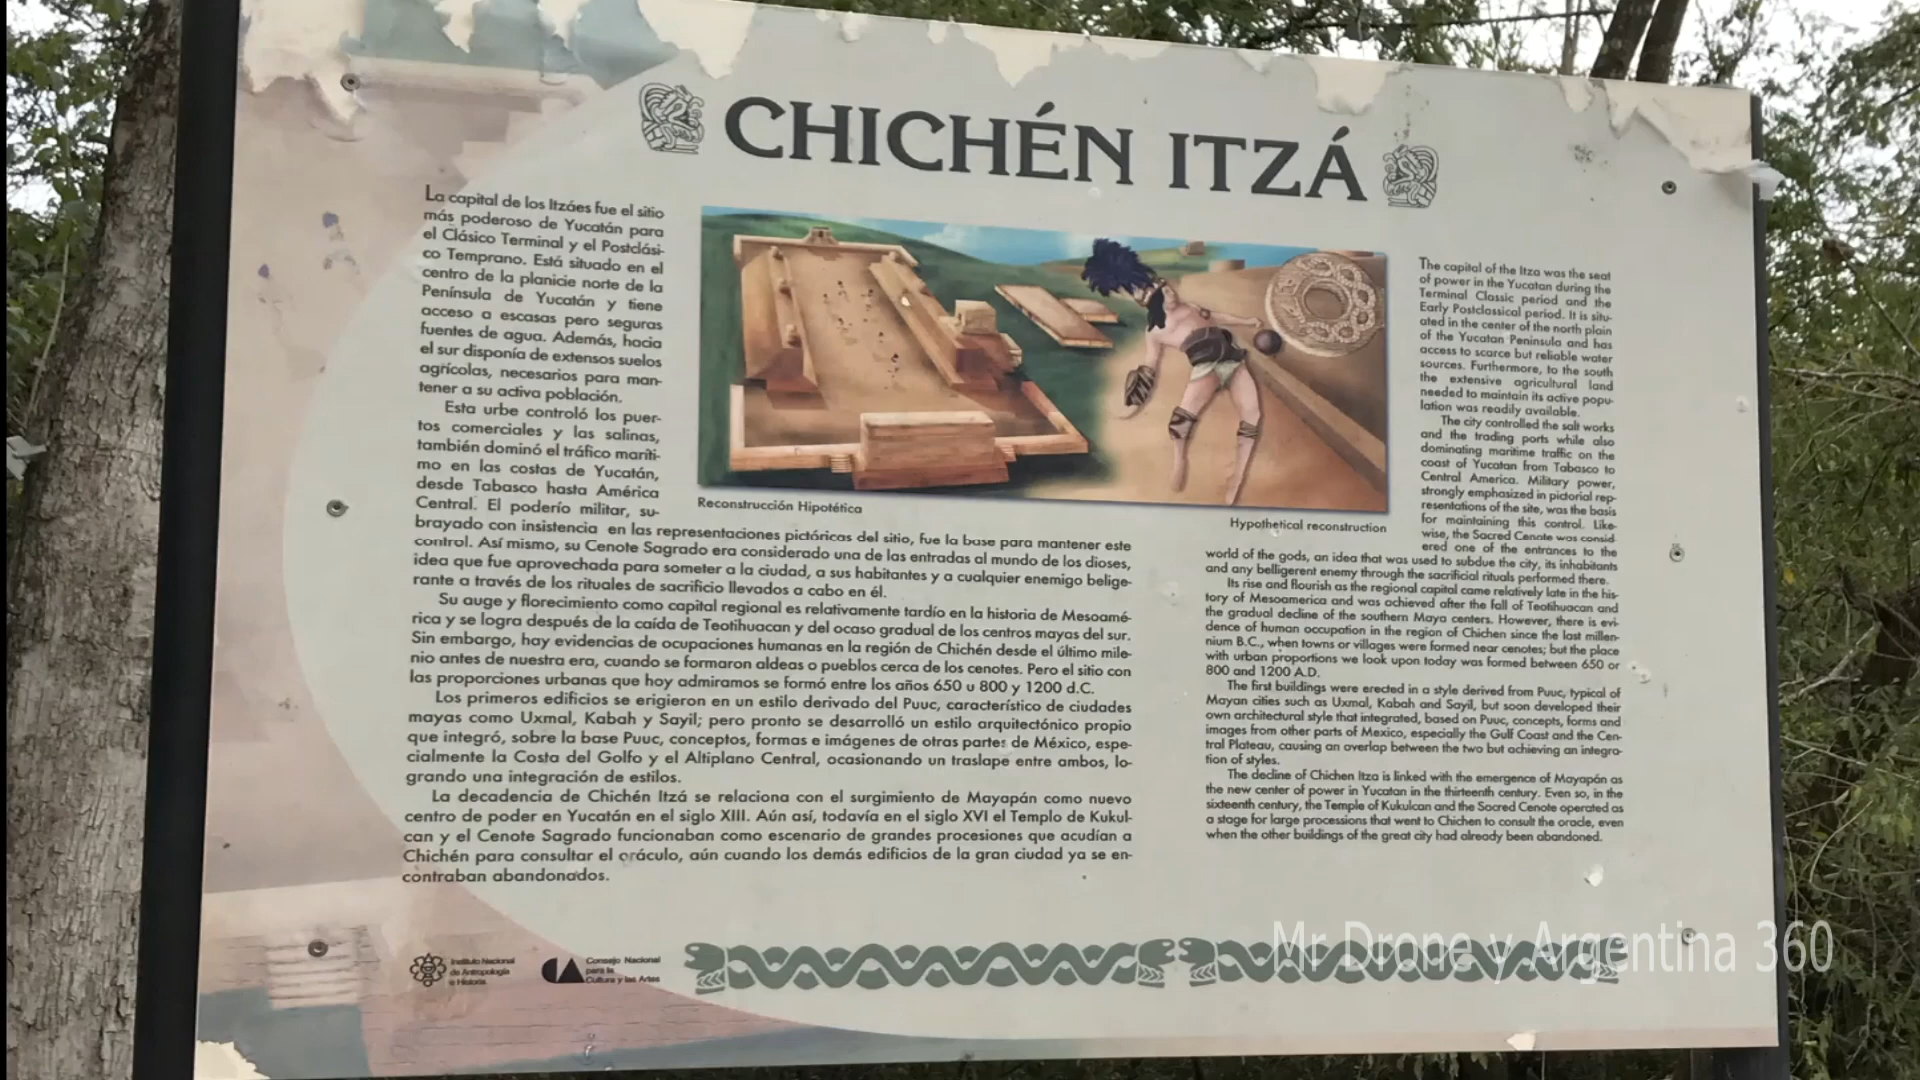 CHICHÉN ITZÁ
La capital de los Itzáes fue el sitio
más poderoso de Yucatán para
el Clásico Terminal y el Postclási-
co Temprano. Está situado en el
centro de la planicie norte de la
Península de Yucatán y tiene
acceso a escasas pero seguras
fuentes de agua. Además, hacia
el sur disponía de extensos suelos
agrícolas, necesarios para man-
tener a su activa población.
Esta urbe controló los puer-
tos comerciales y las salinas,
también dominó el tráfico maríti-
mo en las costas de Yucatán,
desde Tabasco hasta América
Central. El poderío militar, su-
brayado con insistencia en las representaciones pictóricas del sitio, fue la base para mantener este
control. Así mismo, su Cenote Sagrado era considerado una de las entradas al mundo de los dioses,
idea que fue aprovechada para someter a la ciudad, a sus habitantes y a cualquier enemigo belige-
rante a través de los rituales de sacrificio llevados a cabo en él.
Su auge y florecimiento como capital regional es relativamente tardío en la historia de Mesoamé-
rica y se logra después de la caída de Teotihuacan y del ocaso gradual de los centros mayas del sur.
Sin embargo, hay evidencias de ocupaciones humanas en la región de Chichén desde el último mile-
nio antes de nuestra era, cuando se formaron aldeas o pueblos cerca de los cenotes. Pero el sitio con
las proporciones urbanas que hoy admiramos se formó entre los años 650 u 800 y 1200 d.C.
Los primeros edificios se erigieron en un estilo derivado del Puuc, característico de ciudades
mayas como Uxmal, Kabah y Sayil; pero pronto se desarrolló un estilo arquitectónico propio
que integró, sobre la base Puuc, conceptos, formas e imágenes de otras partes de México, espe-
cialmente la Costa del Golfo y el Altiplano Central, ocasionando un traslape entre ambos, lo-
grando una integración de estilos.
La decadencia de Chichén Itzá se relaciona con el surgimiento de Mayapán como nuevo
centro de poder en Yucatán en el siglo XIII. Aún así, todavía en el siglo XVI el Templo de Kukul-
can y el Cenote Sagrado funcionaban como escenario de grandes procesiones que acudían a
Chichén para consultar el oráculo, aún cuando los demás edificios de la gran ciudad ya se en-
contraban abandonados.
Reconstrucción Hipotética
Hypothetical reconstruction
The capital of the Itza was the seat
of power in the Yucatan during the
Terminal Classic period and the
Early Postclassical period. It is situ-
ated in the center of the north plain
of the Yucatan Peninsula and has
access to scarce but reliable water
sources. Furthermore, to the south
the extensive agricultural land
needed to maintain its active popu-
lation was readily available.
The city controlled the salt works
and the trading ports while also
dominating maritime traffic on the
coast of Yucatan from Tabasco to
Central America. Military power,
strongly emphasized in pictorial rep-
resentations of the site, was the basis
for maintaining this control. Like-
wise, the Sacred Cenote was consid
ered one of the entrances to the
world of the gods, an idea that was used to subdue the city, its inhabitants
and any belligerent enemy through the sacrificial rituals performed there.
Its rise and flourish as the regional capital came relatively late in the his-
tory of Mesoamerica and was achieved after the fall of Teotihuacan and
the gradual decline of the southern Maya centers. However, there is evi-
dence of human occupation in the region of Chichen since the last millen-
nium B.C., when towns or villages were formed near cenotes; but the place
with urban proportions we look upon today was formed between 650 or
800 and 1200 A.D.
The first buildings were erected in a style derived from Puuc, typical of
Mayan cities such as Uxmal, Kabah and Sayil, but soon developed their
own architectural style that integrated, based on Puuc, concepts, forms and
images from other parts of Mexico, especially the Gulf Coast and the Cen-
tral Plateau, causing an overlap between the two but achieving an integra-
tion of styles.
The decline of Chichen Itza is linked with the emergence of Mayapán as
the new center of power in Yucatan in the thirteenth century. Even so, in the
sixteenth century, the Temple of Kukulcan and the Sacred Cenote operated as
a stage for large processions that went to Chichen to consult the oracle, even
when the other buildings of the great city had already been abandoned.
Instituto Nacional
de Antropología
e Historia
Consejo Nacional
para la
Cultura y las Artes
Mr Drone y Argentina 360